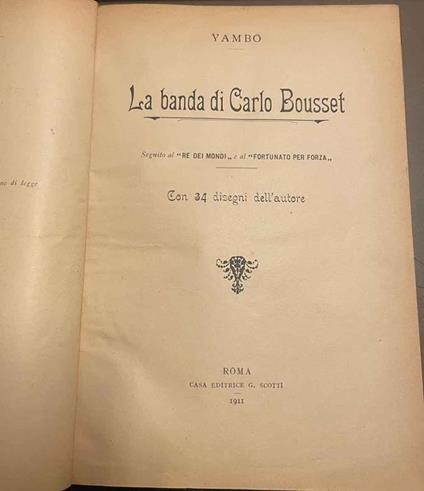 no di legge
YAMBO
La banda di Carlo Bousset
Seguito al "RE DEI MONDI„ e al "FORTUNATO PER FORZA„
Con 34 disegni dell'autore
ROMA
CASA EDITRICE G. SCOTTI
1911